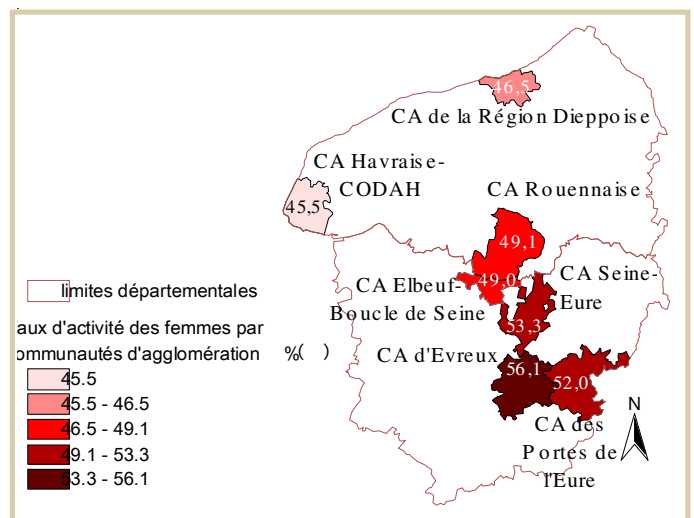 46,5
CA de la Région Dieppoise
CA Havraise-
CODAH
45,5
CA Rouennaise
49,1
49,0
CA Elbeuf-
Boucle de Seine
CA Seine-
Eure
53,3
CA d'Evreux
56,1
52,0
CA des
Portes de
l'Eure
N
limites départementales
aux d'activité des femmes par
ommunautés d'agglomération %( )
45.5
45.5 - 46.5
46.5 - 49.1
49.1 - 53.3
53.3 - 56.1